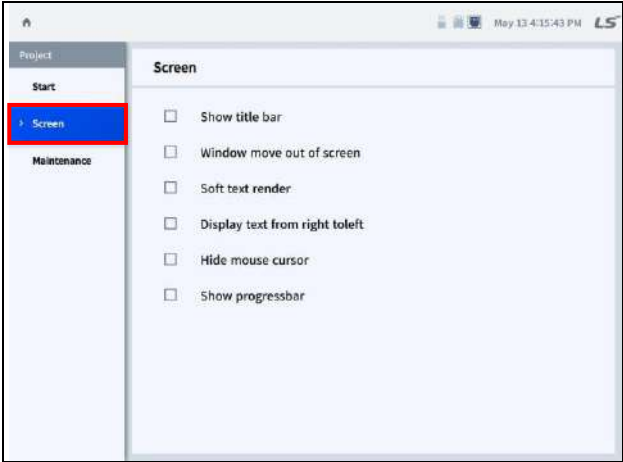 May 13 4:15:43 PM LS
Project
Start
Screen
Maintenance
Screen
Show title bar
Window move out of screen
Soft text render
Display text from right toleft
Hide mouse cursor
Show progressbar